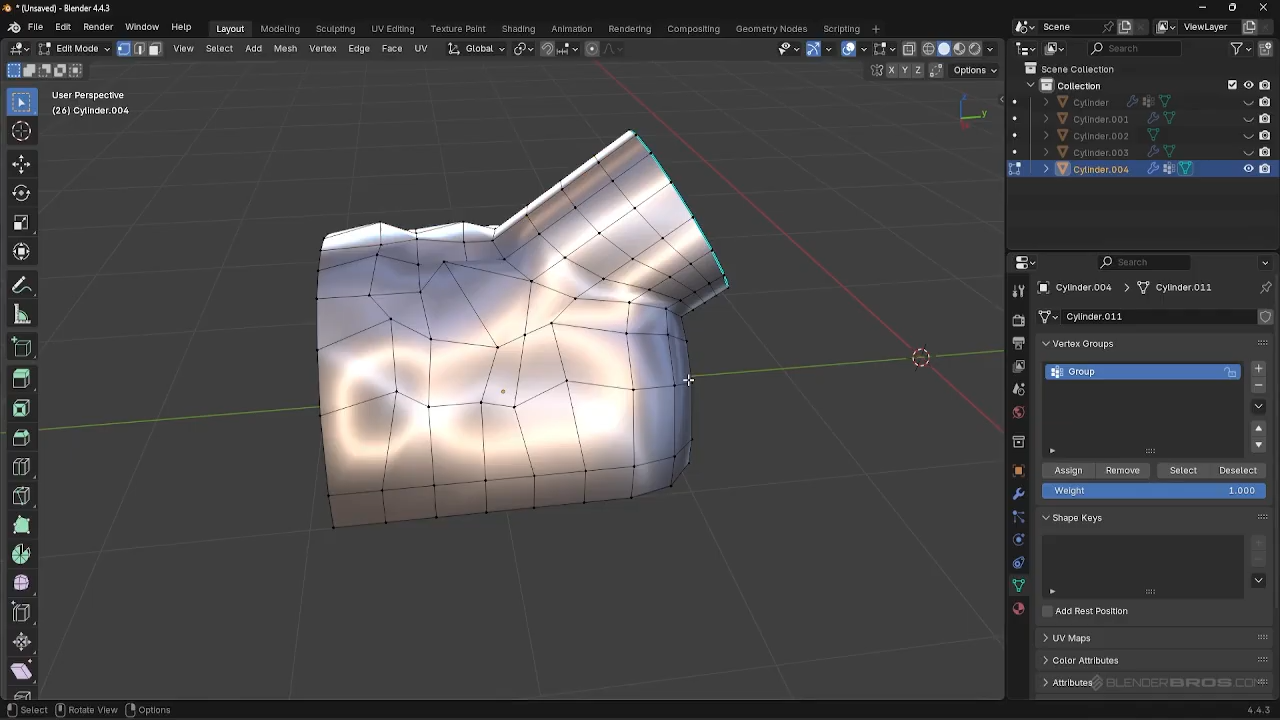 * (Unsaved) - Blender 4.4.3
File Edit Render Window Help Layout Modeling Sculpting UV Editing Texture Paint Shading Animation Rendering Compositing Geometry Nodes Scripting
Scene
ViewLayer
Edit Mode View Select Add Mesh Vertex Edge Face UV Global
X Y Z Options
User Perspective
(26) Cylinder.004
Z
Y
Search
Scene Collection
Collection
Cylinder
Cylinder.001
Cylinder.002
Cylinder.003
Cylinder.004
Search
Cylinder.004 Cylinder.011
Cylinder.011
Vertex Groups
Group
Assign Remove Select Deselect
Weight 1.000
Shape Keys
Add Rest Position
UV Maps
Color Attributes
Attributes
BLENDERBROS.COM
Select Rotate View Options 4.4.3